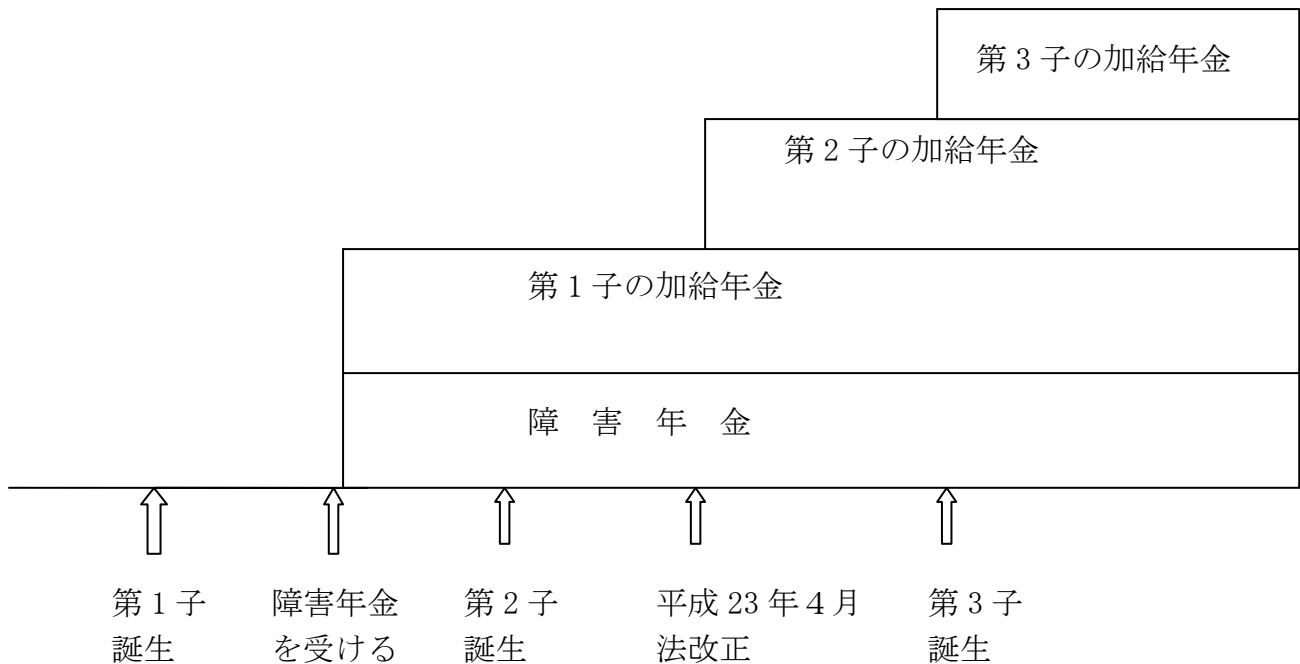 第３子の加給年金
第２子の加給年金
第１子の加給年金
障 害 年 金
第１子
誕生
障害年金
を受ける
第２子
誕生
平成 23 年４月
法改正
第３子
誕生